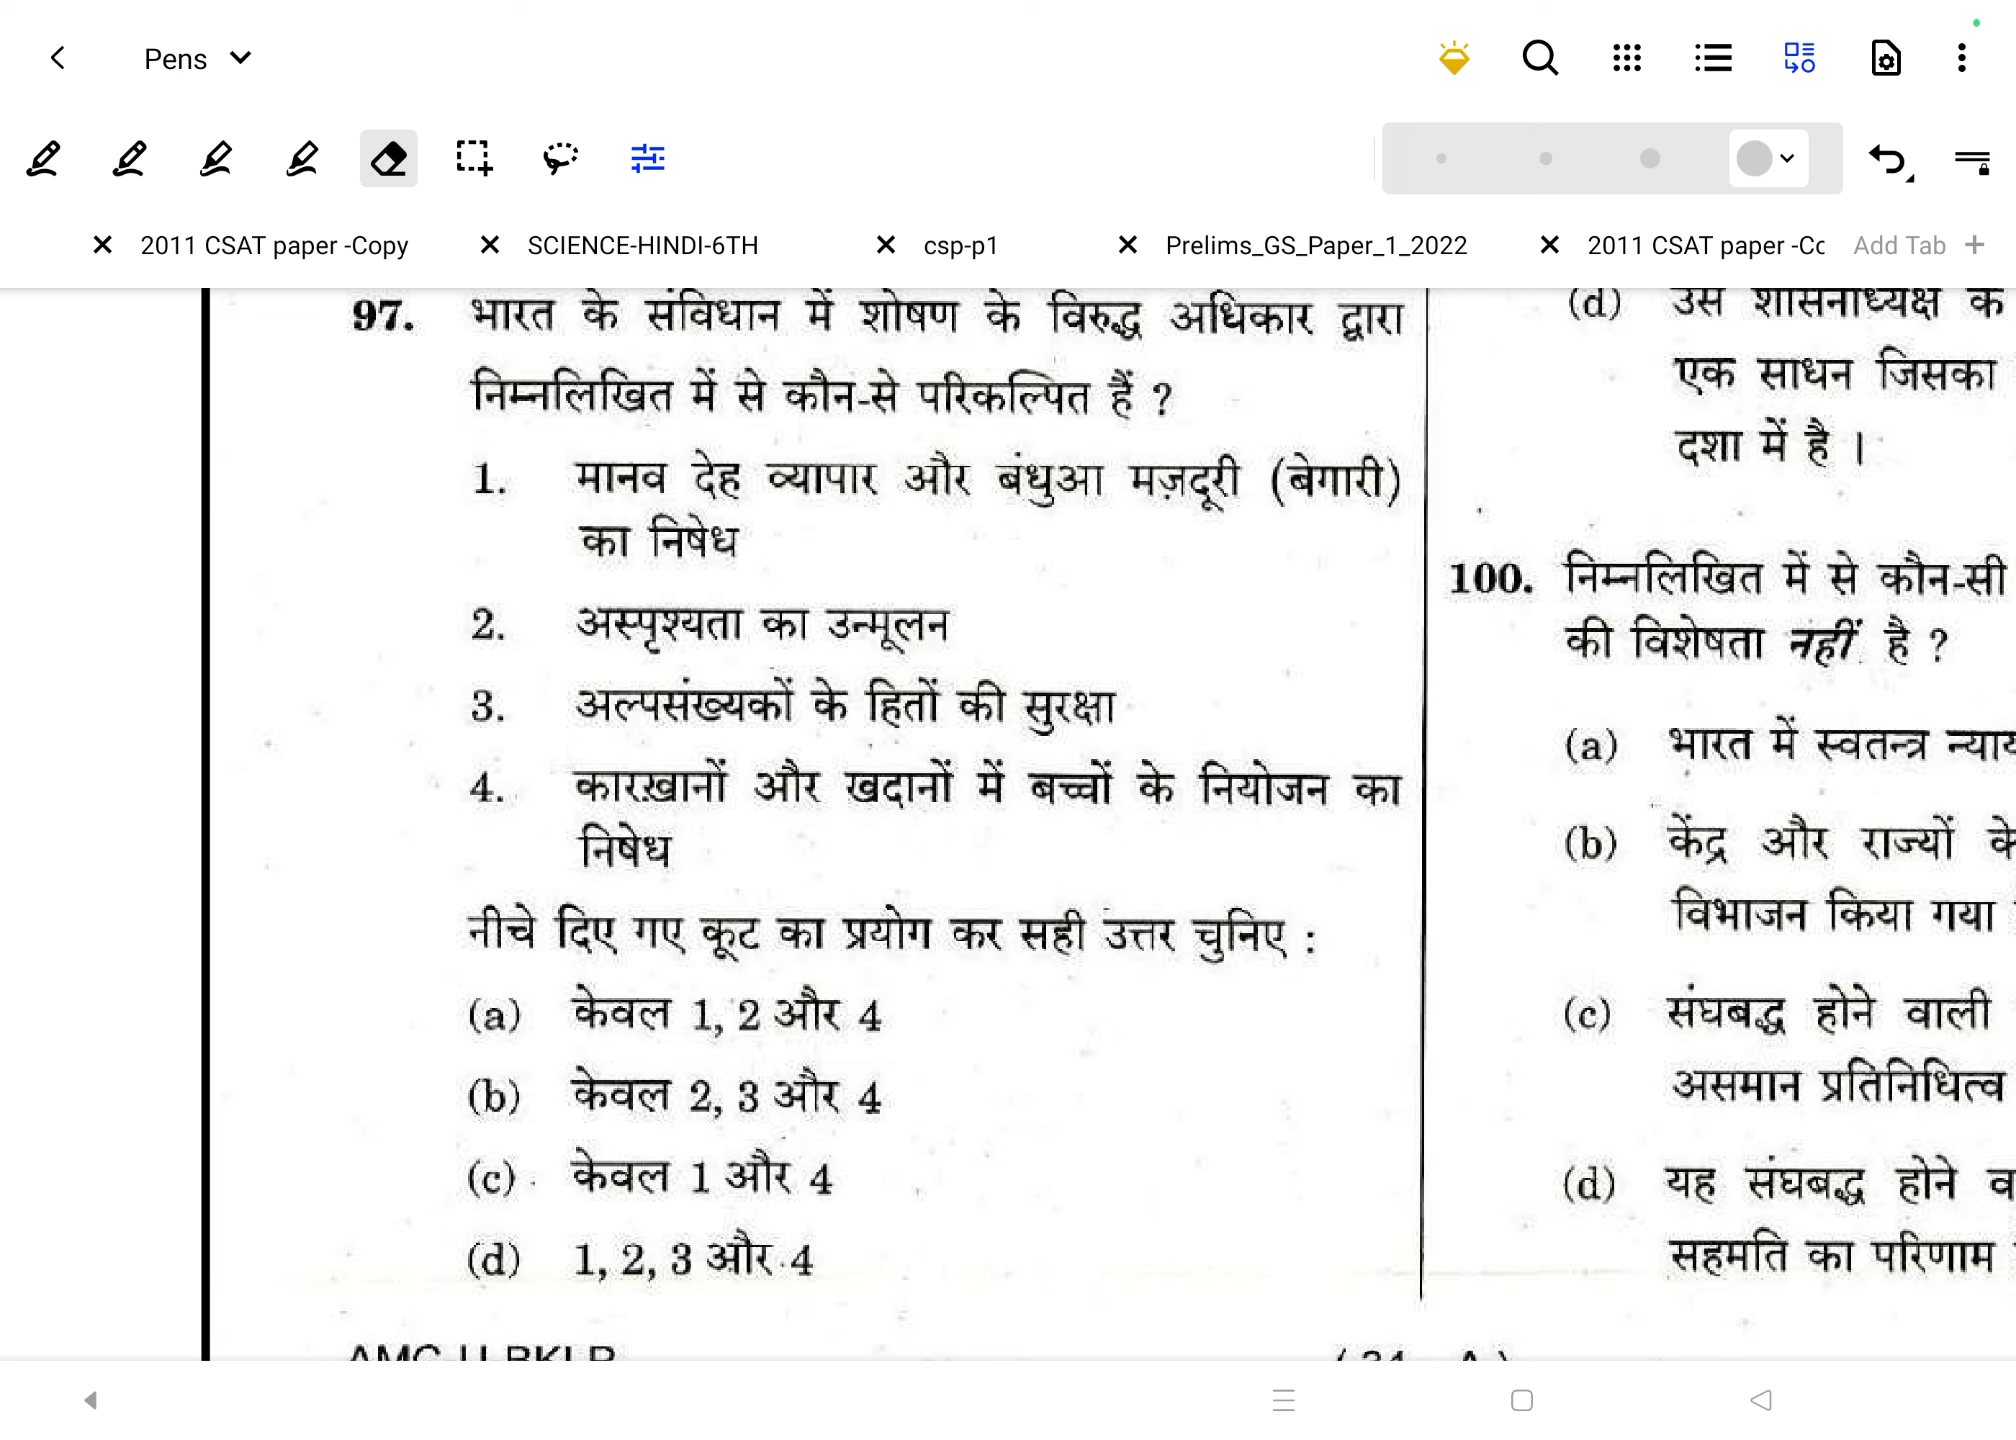 Pens
2011 CSAT paper -Copy
SCIENCE-HINDI-6TH
csp-p1
Prelims_GS_Paper_1_2022
2011 CSAT paper -Cc
Add Tab +
97. भारत के संविधान में शोषण के विरुद्ध अधिकार द्वारा
निम्नलिखित में से कौन-से परिकल्पित हैं ?
1. मानव देह व्यापार और बंधुआ मज़दूरी (बेगारी)
का निषेध
2. अस्पृश्यता का उन्मूलन
3. अल्पसंख्यकों के हितों की सुरक्षा
4. कारख़ानों और खदानों में बच्चों के नियोजन का
निषेध
नीचे दिए गए कूट का प्रयोग कर सही उत्तर चुनिए :
(a) केवल 1, 2 और 4
(b) केवल 2, 3 और 4
(c) केवल 1 और 4
(d) 1, 2, 3 और 4
(d) उस शासनाध्यक्ष के
एक साधन जिसका
दशा में है ।
100. निम्नलिखित में से कौन-सी
की विशेषता नहीं है ?
(a) भारत में स्वतन्त्र
(b) केंद्र और राज्यों के
विभाजन किया गया
(c) संघबद्ध होने वाली
असमान प्रतिनिधित्व
(d) यह संघबद्ध होने
सहमति का परिणाम